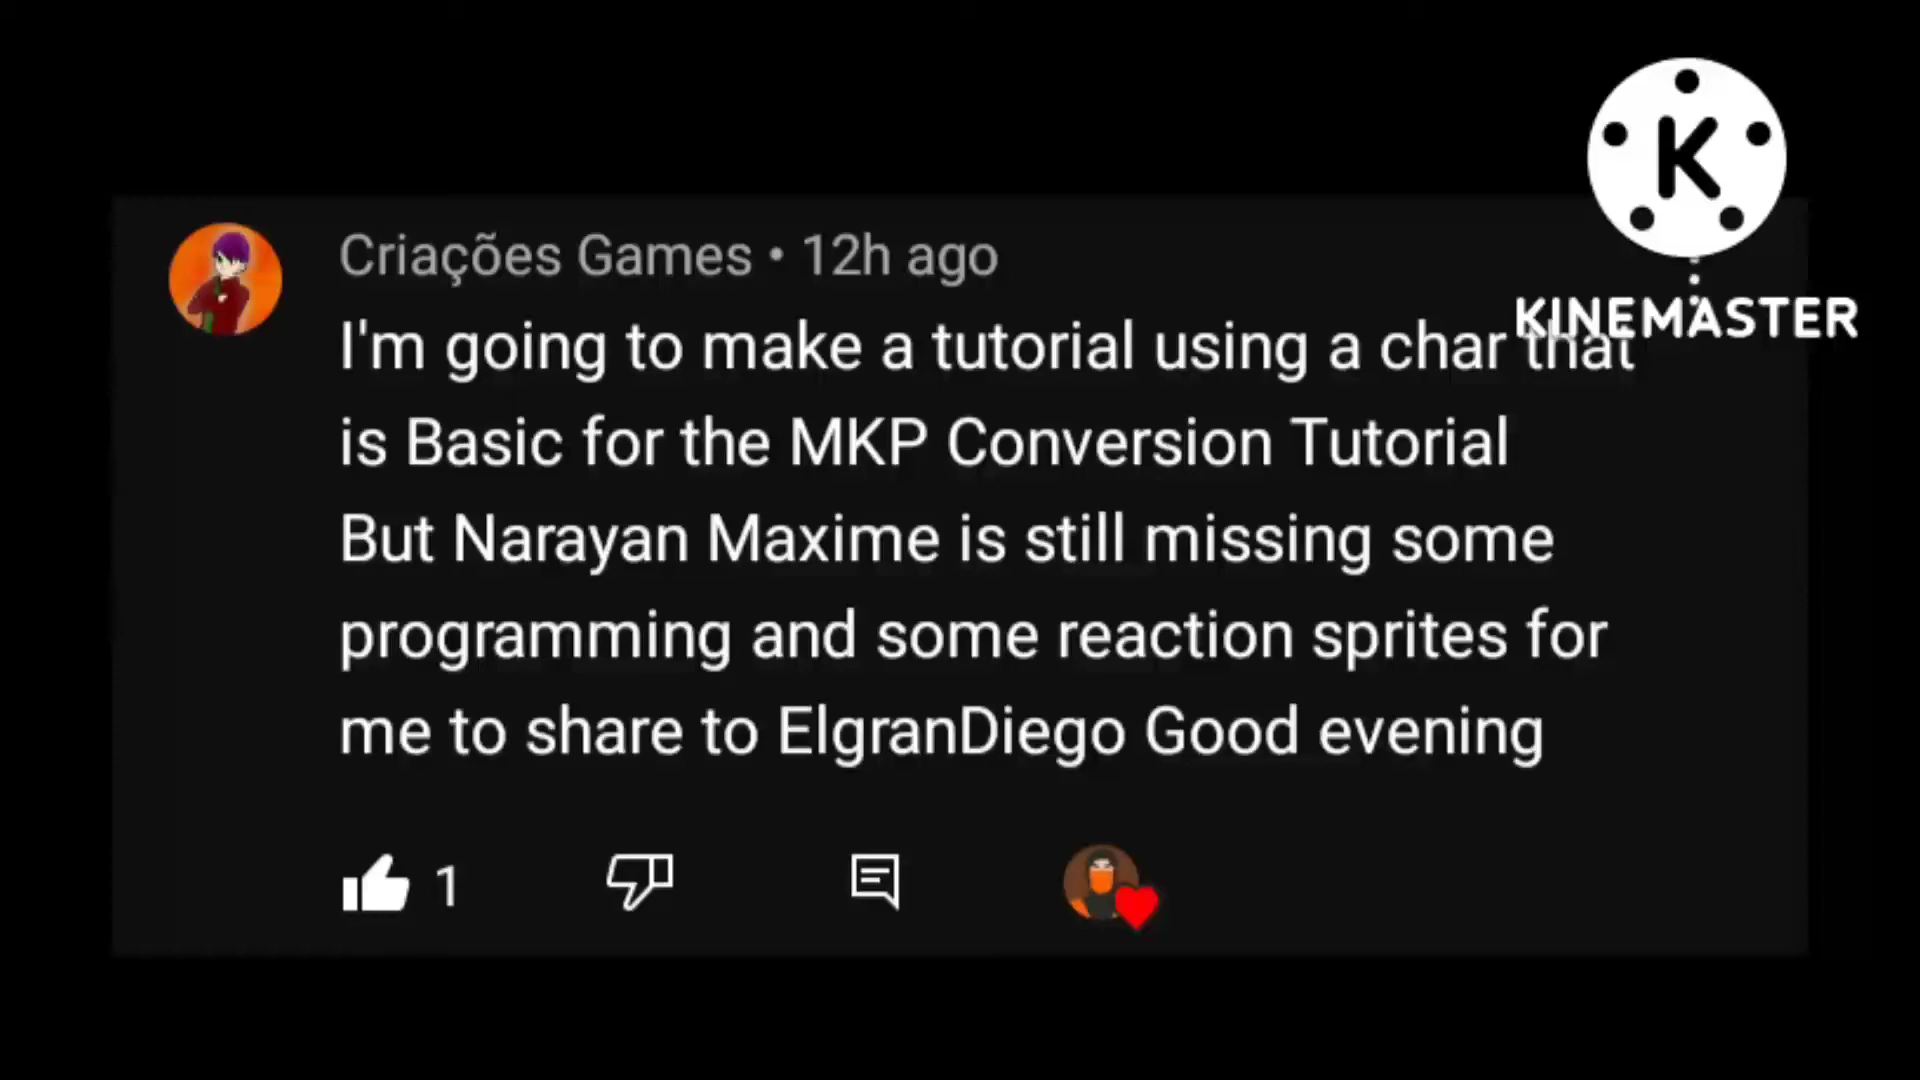 Criações Games • 12h ago
I'm going to make a tutorial using a char that
is Basic for the MKP Conversion Tutorial
But Narayan Maxime is still missing some
programming and some reaction sprites for
me to share to ElgranDiego Good evening
1
K
KINEMASTER